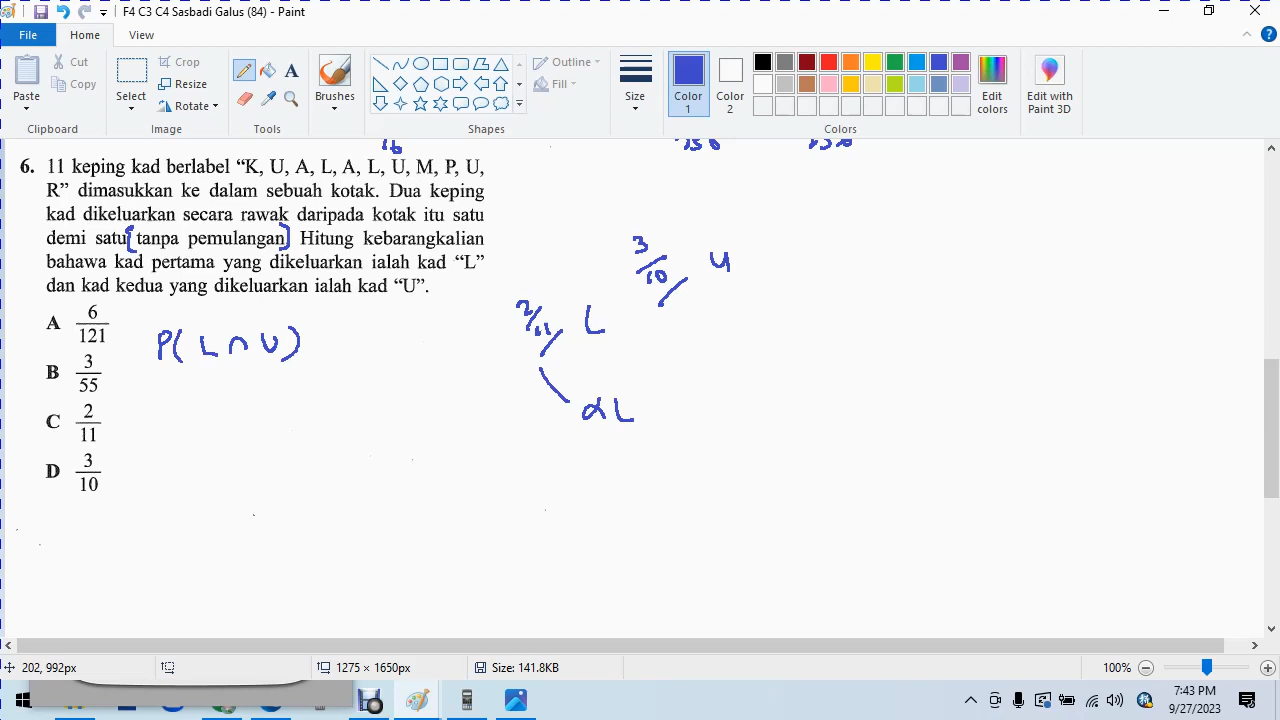 F4 C3 C4 Sasbadi Galus (84) - Paint
File Home View
Paste Cut Copy Select Crop Resize Rotate A Brushes Outline Fill Size Color 1 Color 2 Edit colors Edit with Paint 3D
Clipboard Image Tools Shapes Colors
16
6. 11 keping kad berlabel “K, U, A, L, A, L, U, M, P, U,
R” dimasukkan ke dalam sebuah kotak. Dua keping
kad dikeluarkan secara rawak daripada kotak itu satu
demi satu [tanpa pemulangan] Hitung kebarangkalian
bahawa kad pertama yang dikeluarkan ialah kad “L”
dan kad kedua yang dikeluarkan ialah kad “U”.
3/10 U
2/11 L
αL
A 6/121
P( L ∩ U )
B 3/55
C 2/11
D 3/10
202, 992px 1275 × 1650px Size: 141.8KB 100%
7:43 PM
9/27/2023